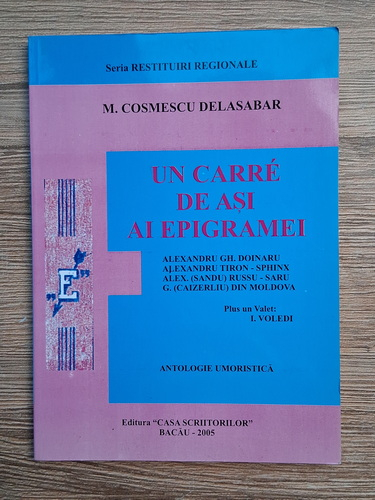 Seria RESTITUIRI REGIONALE
M. COSMESCU DELASABAR
UN CARRÉ
DE AȘI
AI EPIGRAMEI
ALEXANDRU GH. DOINARU
ALEXANDRU TIRON - SPHINX
ALEX. (SANDU) RUSSU - SARU
G. (CAIZERLIU) DIN MOLDOVA
Plus un Valet:
I. VOLEDI
"E"
ANTOLOGIE UMORISTICĂ
Editura "CASA SCRIITORILOR"
BACĂU - 2005